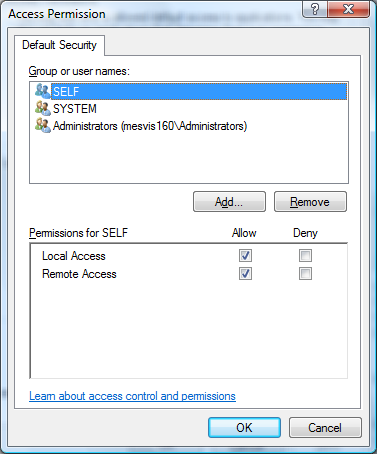 Access Permission
Default Security
Group or user names:
SELF
SYSTEM
Administrators (mesvis160\Administrators)
Add... Remove
Permissions for SELF Allow Deny
Local Access
Remote Access
Learn about access control and permissions
OK Cancel